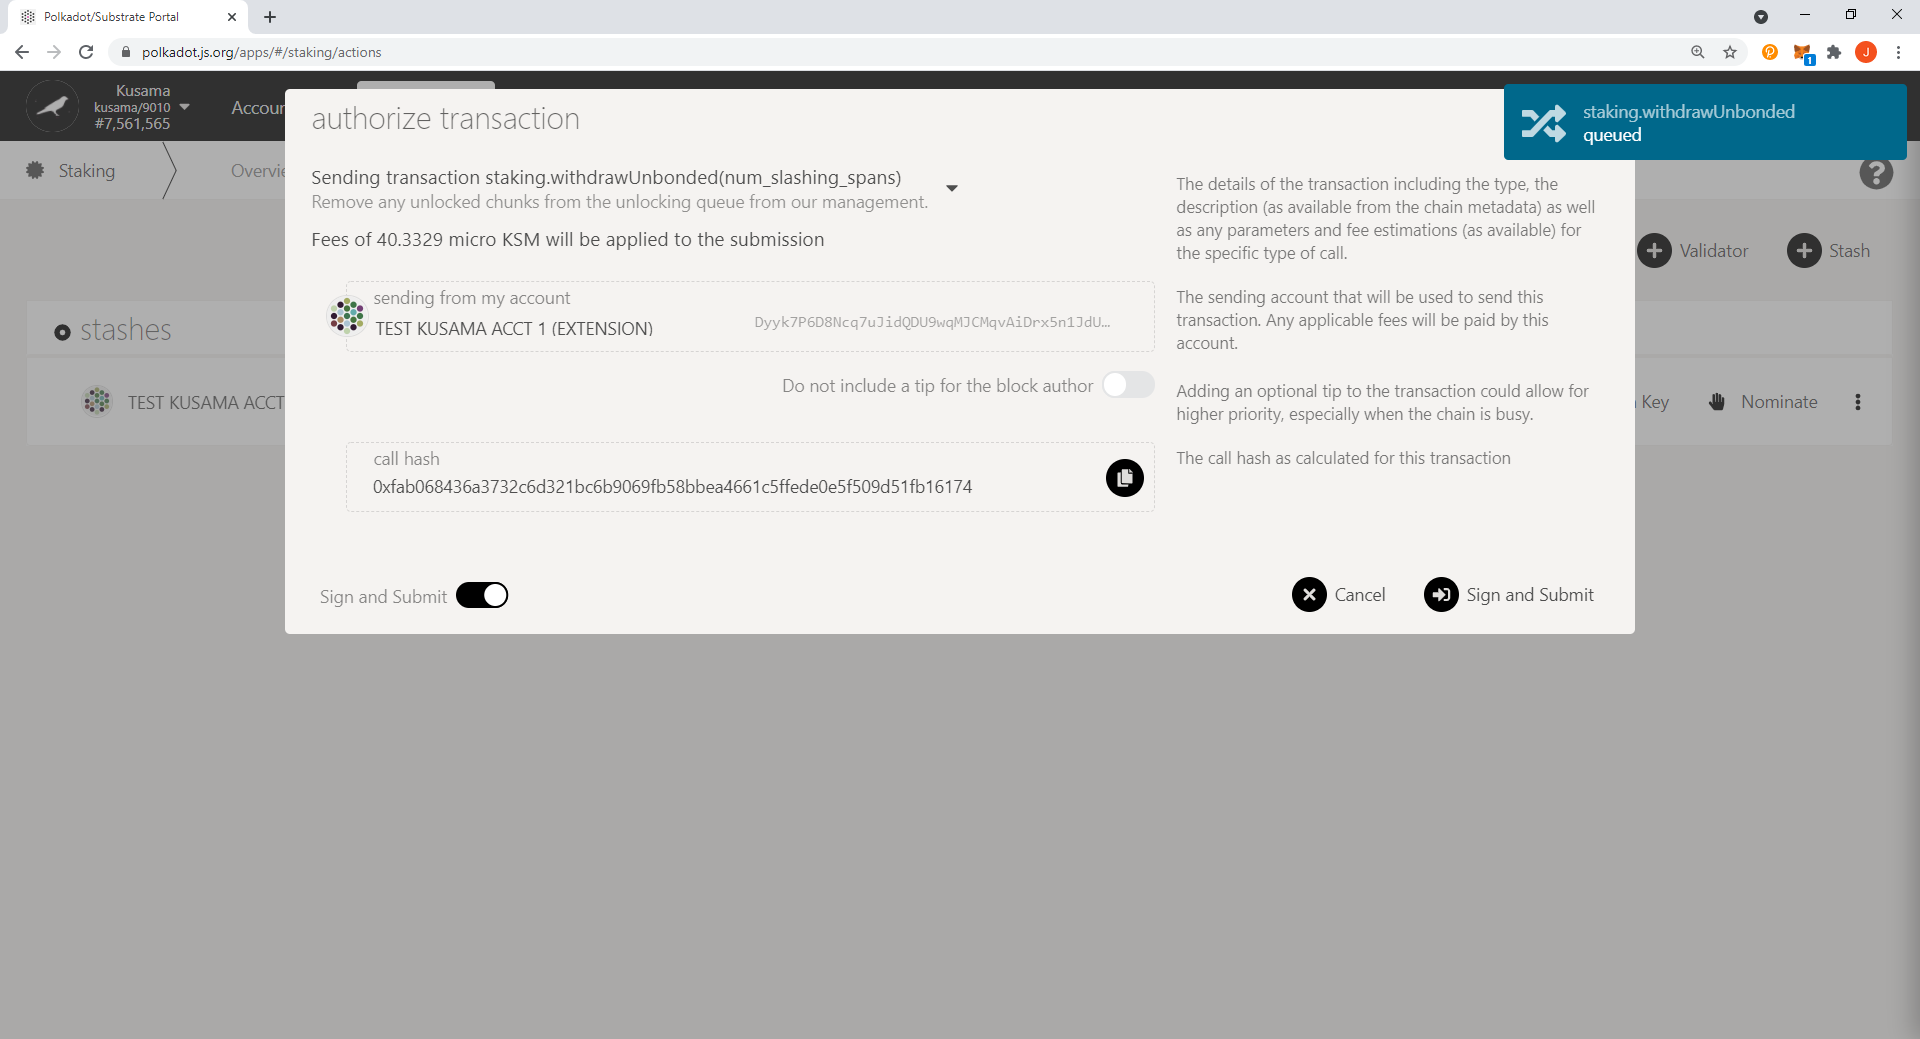 Polkadot/Substrate Portal
polkadot.js.org/apps/#/staking/actions
1
J
Kusama
kusama/9010
#7,561,565
Accour
staking.withdrawUnbonded
queued
Staking
Overvie
authorize transaction
Sending transaction staking.withdrawUnbonded(num_slashing_spans)
Remove any unlocked chunks from the unlocking queue from our management.
Fees of 40.3329 micro KSM will be applied to the submission
The details of the transaction including the type, the
description (as available from the chain metadata) as well
as any parameters and fee estimations (as available) for
the specific type of call.
Validator
Stash
stashes
sending from my account
TEST KUSAMA ACCT 1 (EXTENSION)
Dyyk7P6D8Ncq7uJidQDU9wqMJCMqvAiDrx5n1JdU…
The sending account that will be used to send this
transaction. Any applicable fees will be paid by this
account.
Do not include a tip for the block author
Adding an optional tip to the transaction could allow for
higher priority, especially when the chain is busy.
TEST KUSAMA ACCT
Key
Nominate
call hash
0xfab068436a3732c6d321bc6b9069fb58bbea4661c5ffede0e5f509d51fb16174
The call hash as calculated for this transaction
Sign and Submit
Cancel
Sign and Submit